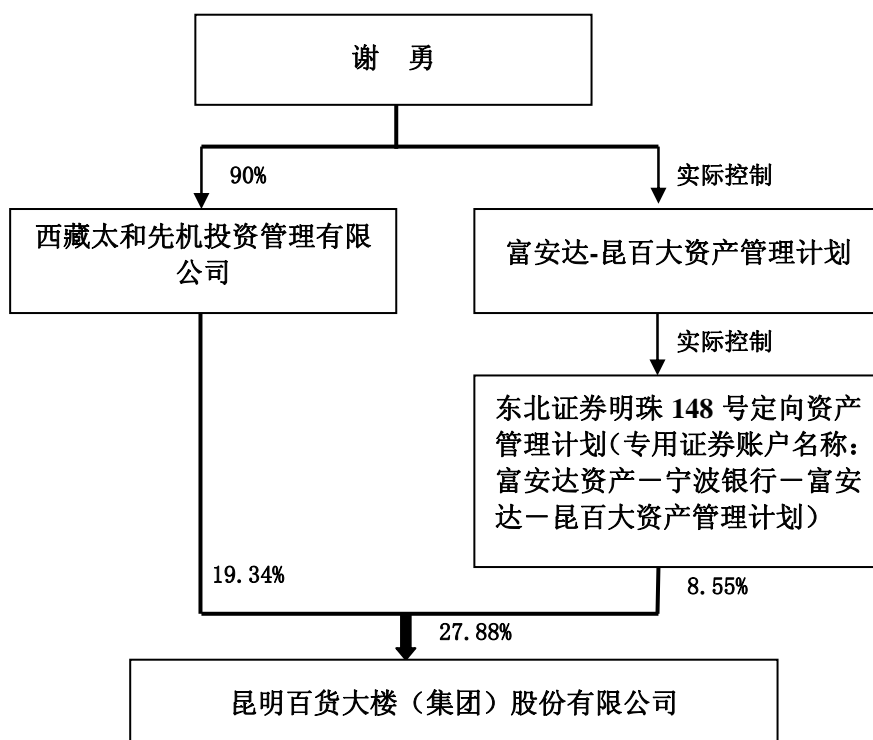 谢 勇
90%
实际控制
西藏太和先机投资管理有限
公司
富安达-昆百大资产管理计划
实际控制
东北证券明珠 148 号定向资产
管理计划（专用证券账户名称：
富安达资产－宁波银行－富安
达－昆百大资产管理计划）
19.34%
8.55%
27.88%
昆明百货大楼（集团）股份有限公司